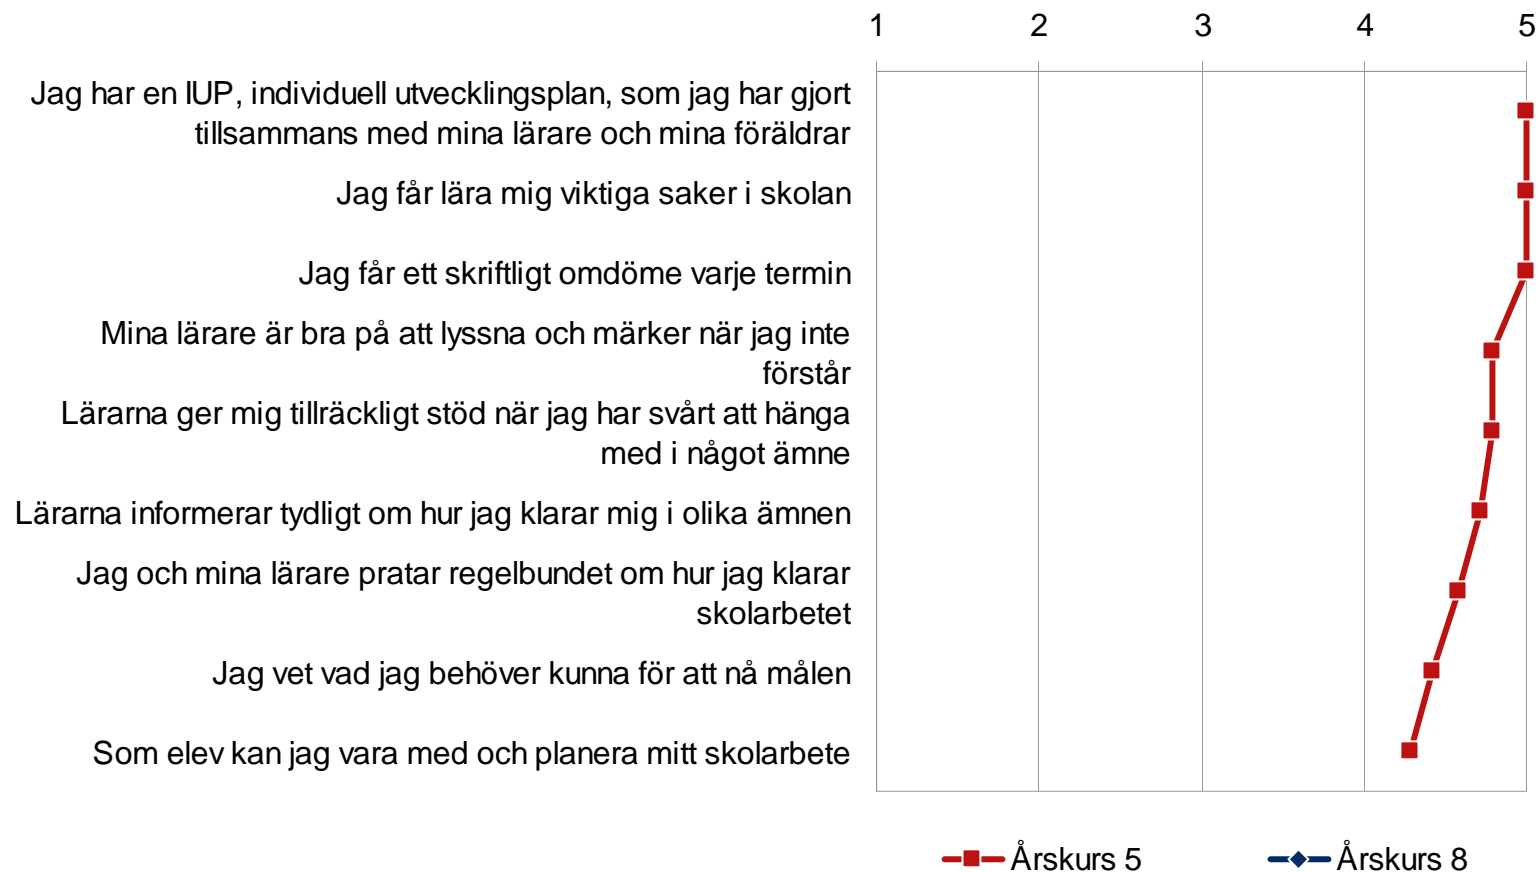 1 2 3 4 5
Jag har en IUP, individuell utvecklingsplan, som jag har gjort
tillsammans med mina lärare och mina föräldrar
Jag får lära mig viktiga saker i skolan
Jag får ett skriftligt omdöme varje termin
Mina lärare är bra på att lyssna och märker när jag inte
förstår
Lärarna ger mig tillräckligt stöd när jag har svårt att hänga
med i något ämne
Lärarna informerar tydligt om hur jag klarar mig i olika ämnen
Jag och mina lärare pratar regelbundet om hur jag klarar
skolarbetet
Jag vet vad jag behöver kunna för att nå målen
Som elev kan jag vara med och planera mitt skolarbete
Årskurs 5 Årskurs 8